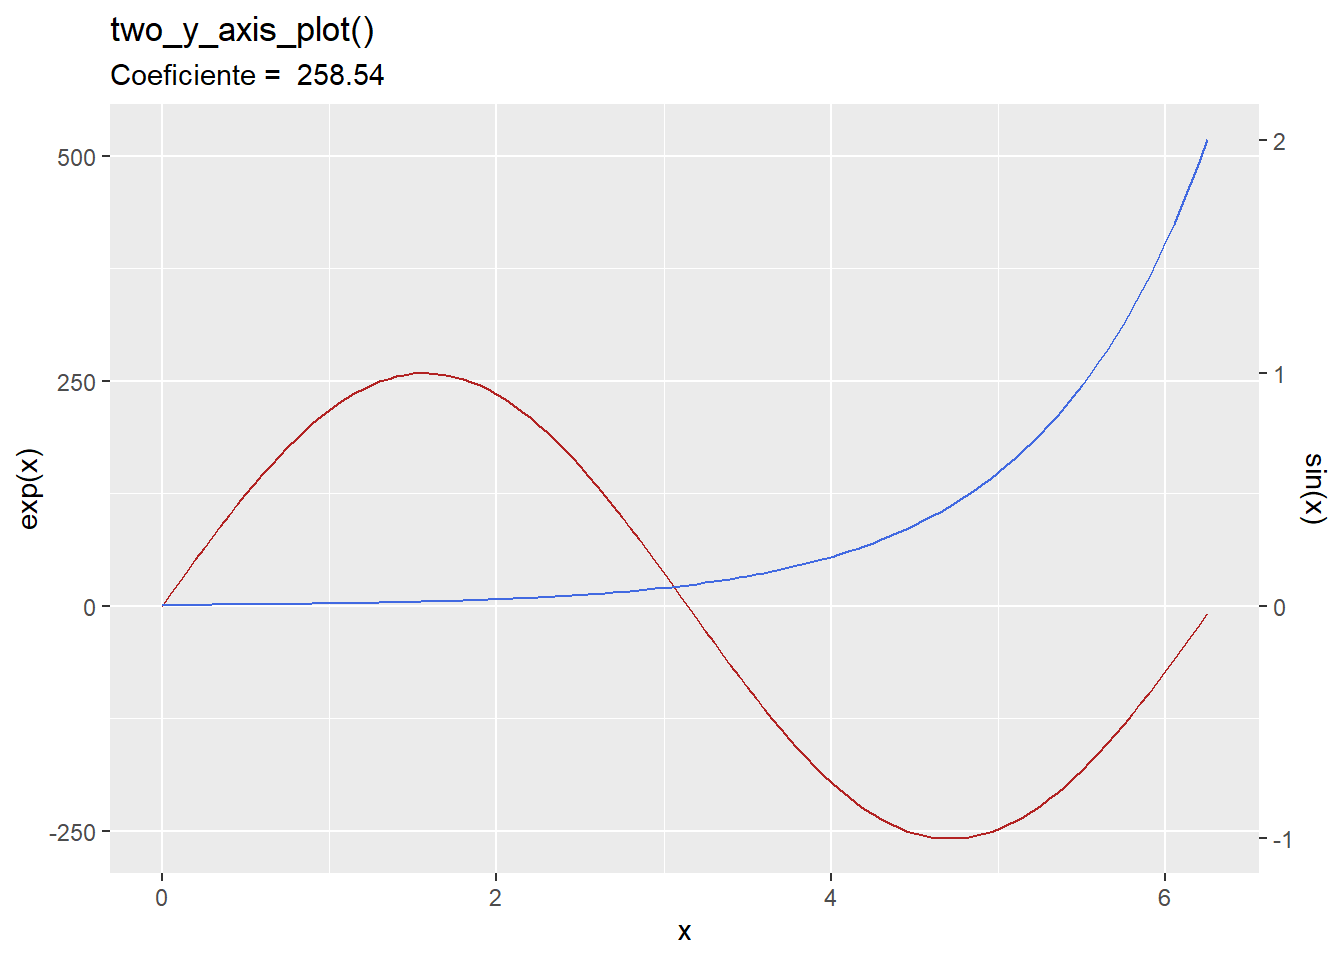 two_y_axis_plot()
Coeficiente =  258.54
exp(x)
500
250
0
-250
2
1
0
-1
sin(x)
0
2
4
6
x